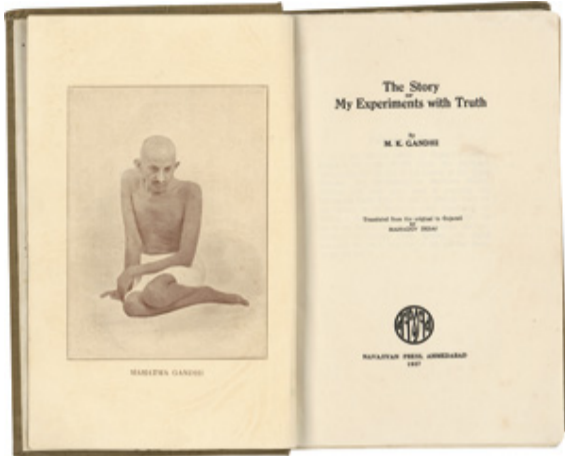 MAHATMA GANDHI
The Story
OF
My Experiments with Truth
By
M. K. GANDHI
Translated from the original in Gujarati
BY
MAHADEV DESAI
NAVAJIVAN PRESS, AHMEDABAD
1927